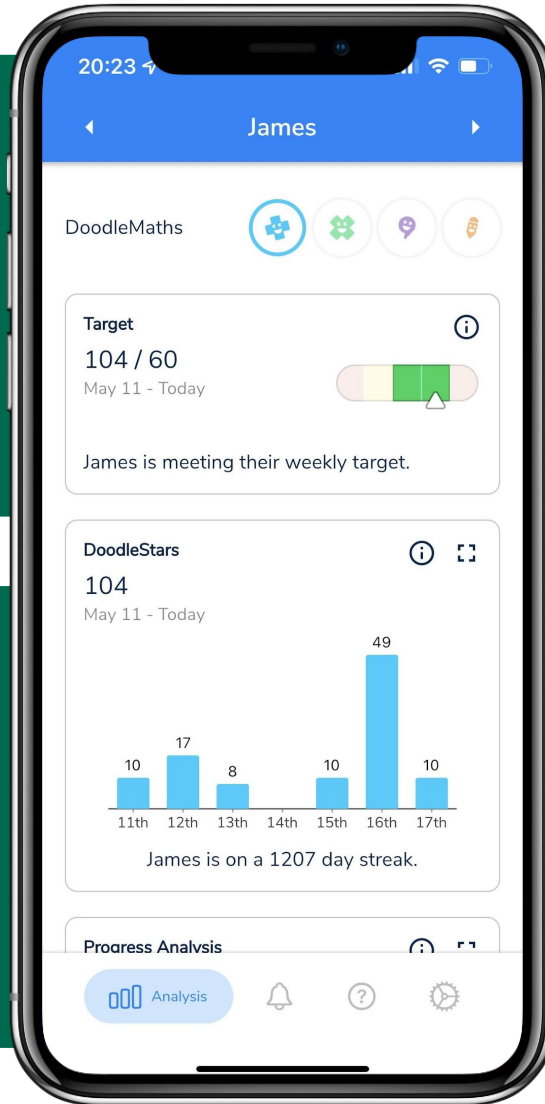 20:23
James
DoodleMaths
Target
104 / 60
May 11 - Today
James is meeting their weekly target.
DoodleStars
104
May 11 - Today
49
17
10
8
10
10
11th 12th 13th 14th 15th 16th 17th
James is on a 1207 day streak.
Progress Analysis
Analysis